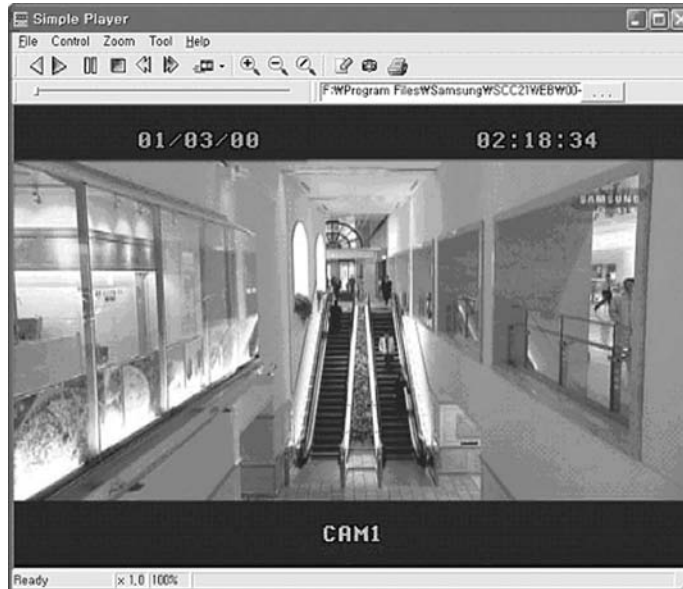 Simple Player
File Control Zoom Tool Help
F:₩Program Files₩Samsung₩SCC21₩EB₩00-
...
01/03/00 02:18:34
SAMSUNG
CAM1
Ready x 1,0 100%